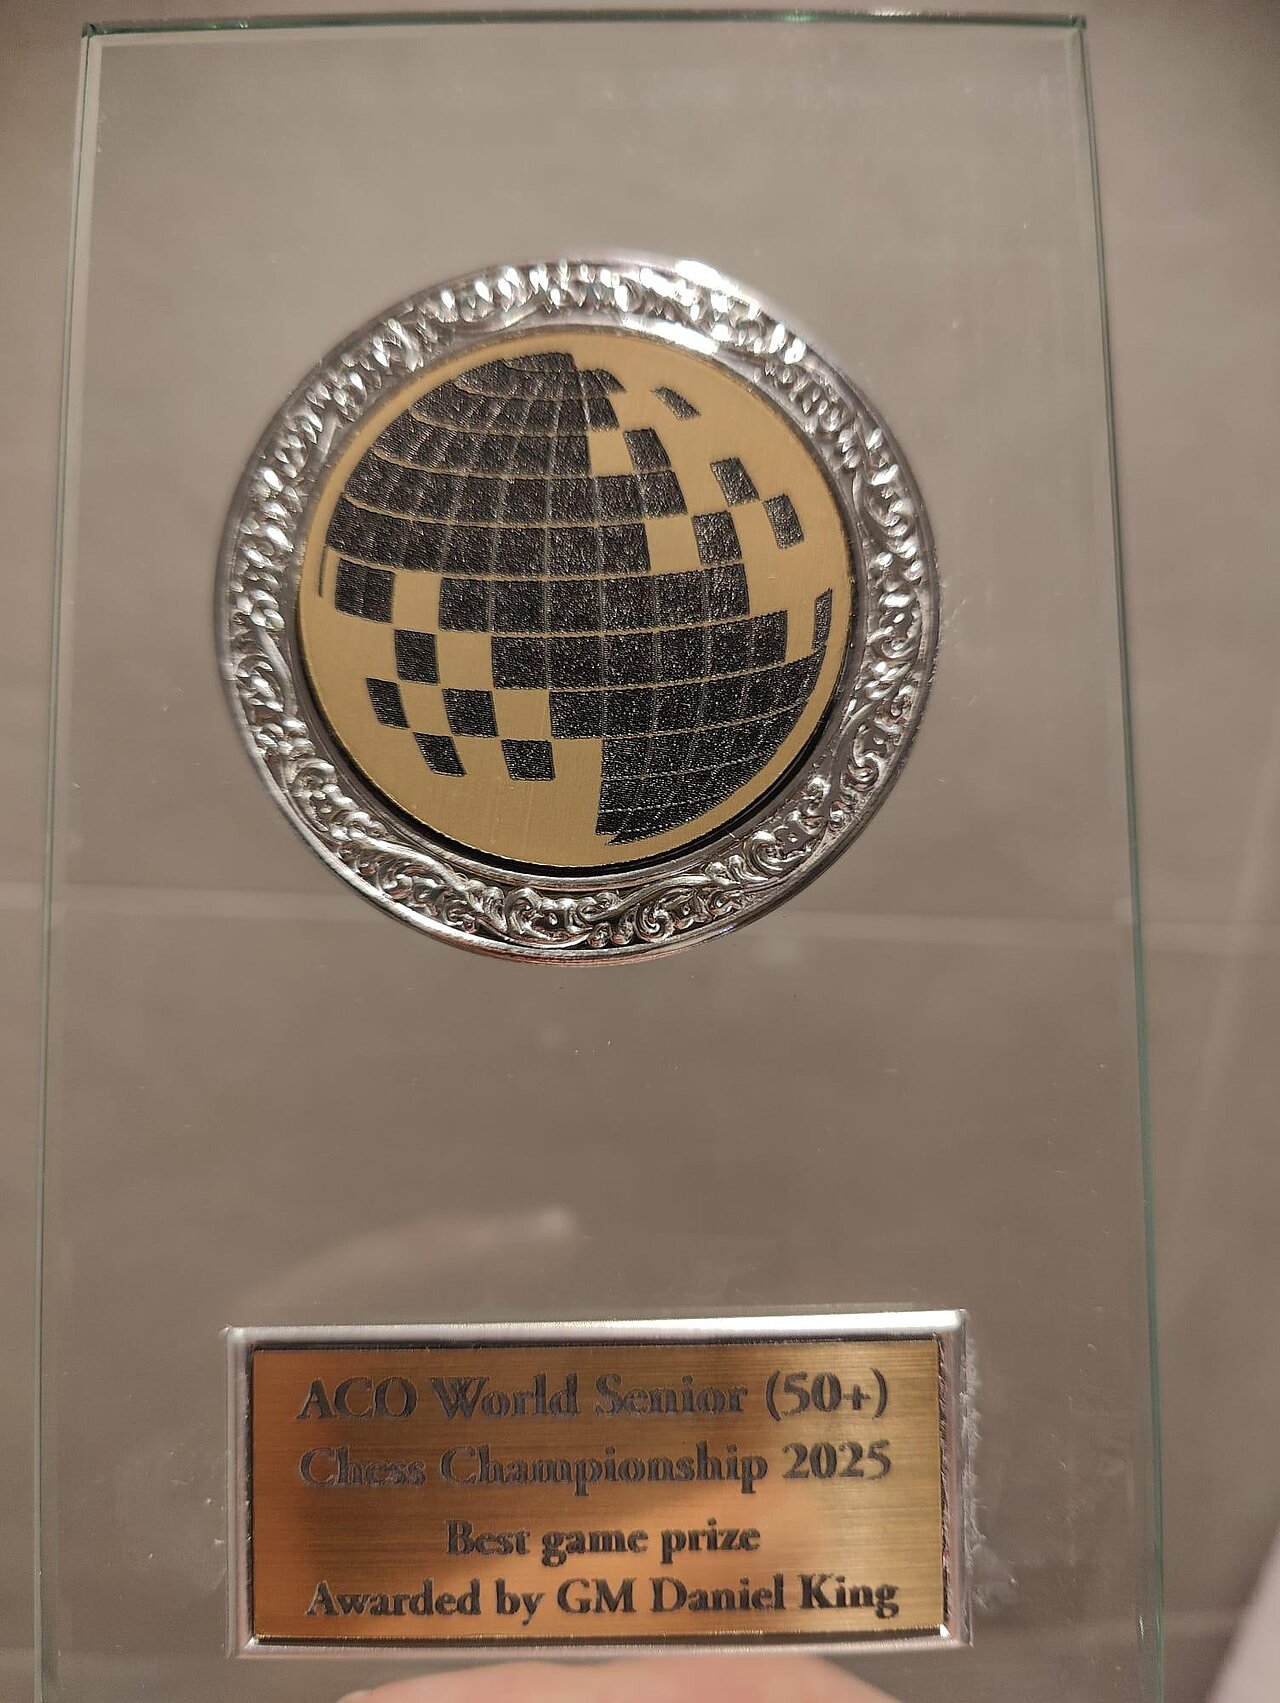 ACO World Senior (50+)
Chess Championship 2025
Best game prize
Awarded by GM Daniel King